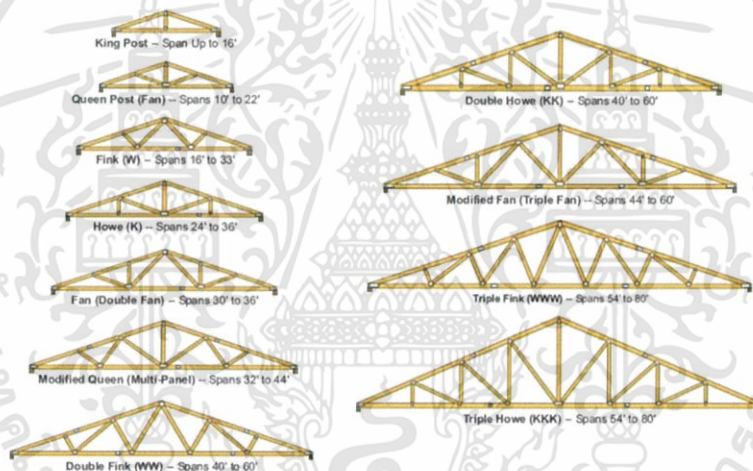 King Post – Span Up to 16'
Queen Post (Fan) – Spans 10' to 22'
Fink (W) – Spans 16' to 33'
Howe (K) – Spans 24' to 36'
Fan (Double Fan) – Spans 30' to 36'
Modified Queen (Multi-Panel) – Spans 32' to 44'
Double Fink (WW) – Spans 40' to 60'
Double Howe (KK) – Spans 40' to 60'
Modified Fan (Triple Fan) – Spans 44' to 60'
Triple Fink (WWW) – Spans 54' to 80'
Triple Howe (KKK) – Spans 54' to 80'